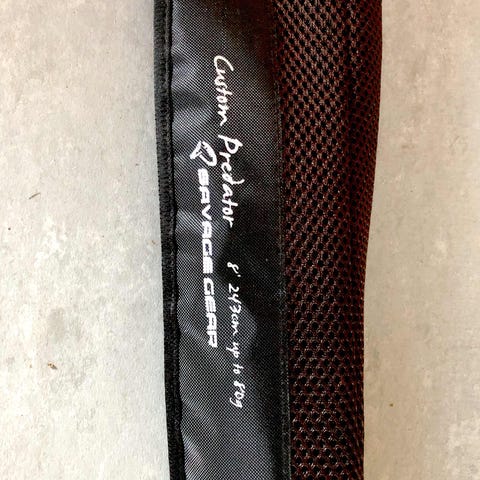 Custom Predator 8' 243cm up to 80g
SAVAGE GEAR